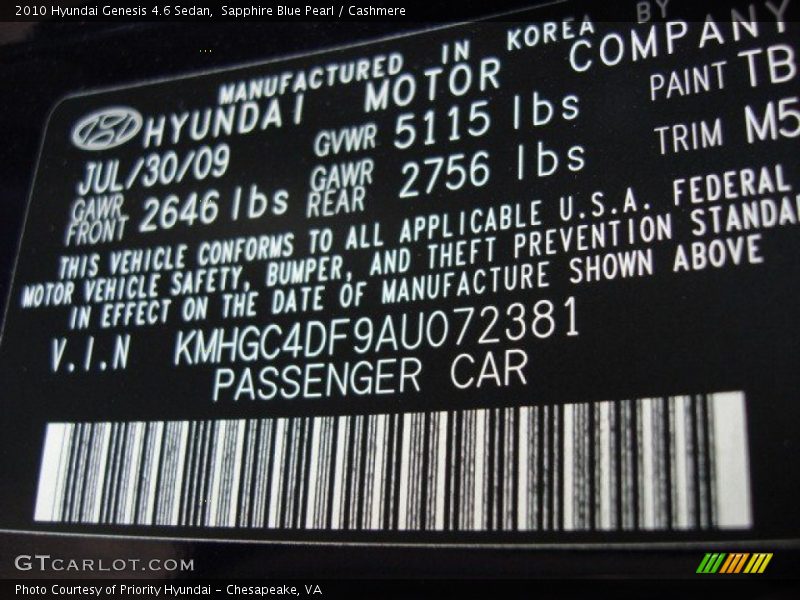 2010 Hyundai Genesis 4.6 Sedan, Sapphire Blue Pearl / Cashmere
MANUFACTURED IN KOREA BY
HYUNDAI MOTOR COMPANY
JUL/30/09 GVWR 5115 lbs PAINT TB
GAWR FRONT 2646 lbs GAWR REAR 2756 lbs TRIM M5
THIS VEHICLE CONFORMS TO ALL APPLICABLE U.S.A. FEDERAL
MOTOR VEHICLE SAFETY, BUMPER, AND THEFT PREVENTION STANDA
IN EFFECT ON THE DATE OF MANUFACTURE SHOWN ABOVE
V.I.N KMHGC4DF9AU072381
PASSENGER CAR
GTCARLOT.COM
Photo Courtesy of Priority Hyundai - Chesapeake, VA